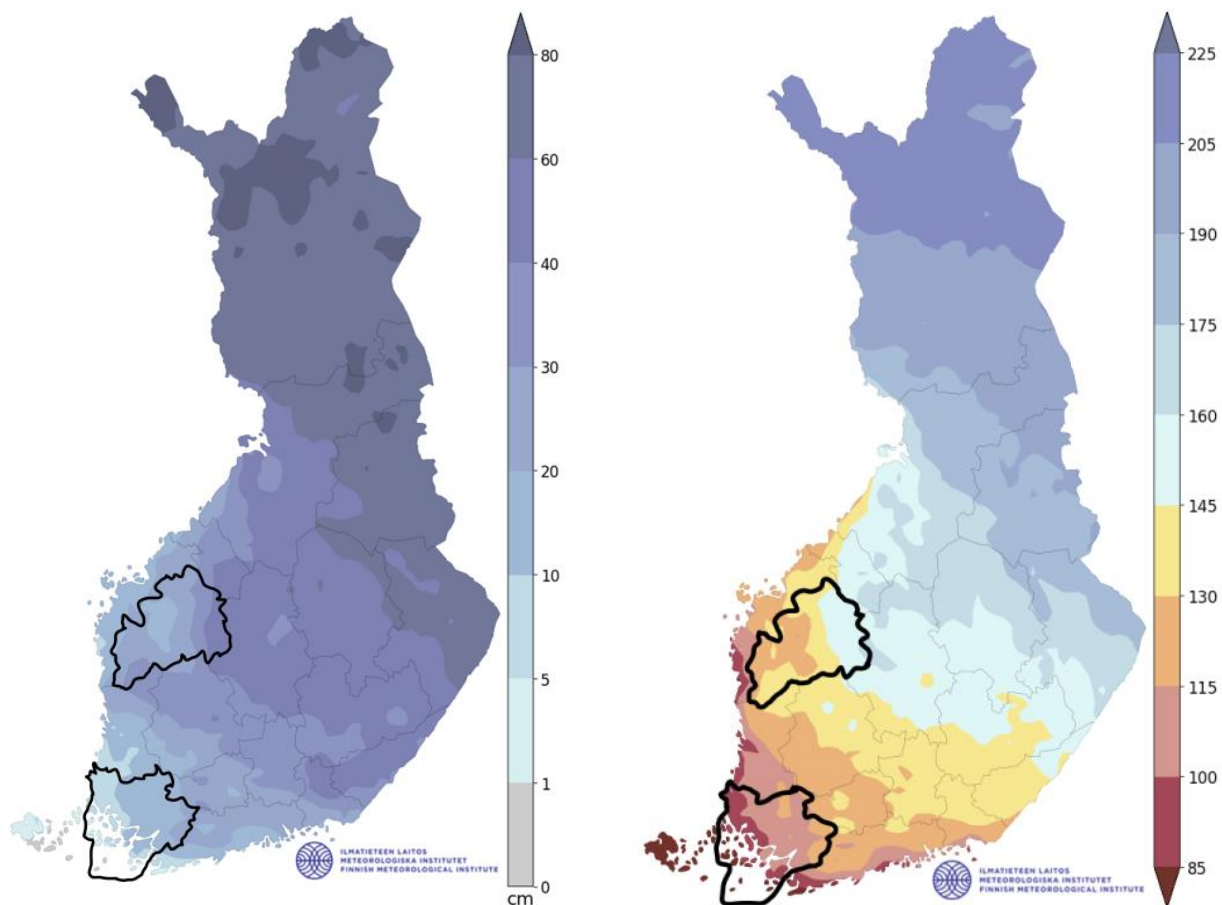 80
60
40
30
20
10
5
1
0
cm
ILMATIETEEN LAITOS
METEOROLOGISKA INSTITUTET
FINNISH METEOROLOGICAL INSTITUTE
225
205
190
175
160
145
130
115
100
85
ILMATIETEEN LAITOS
METEOROLOGISKA INSTITUTET
FINNISH METEOROLOGICAL INSTITUTE